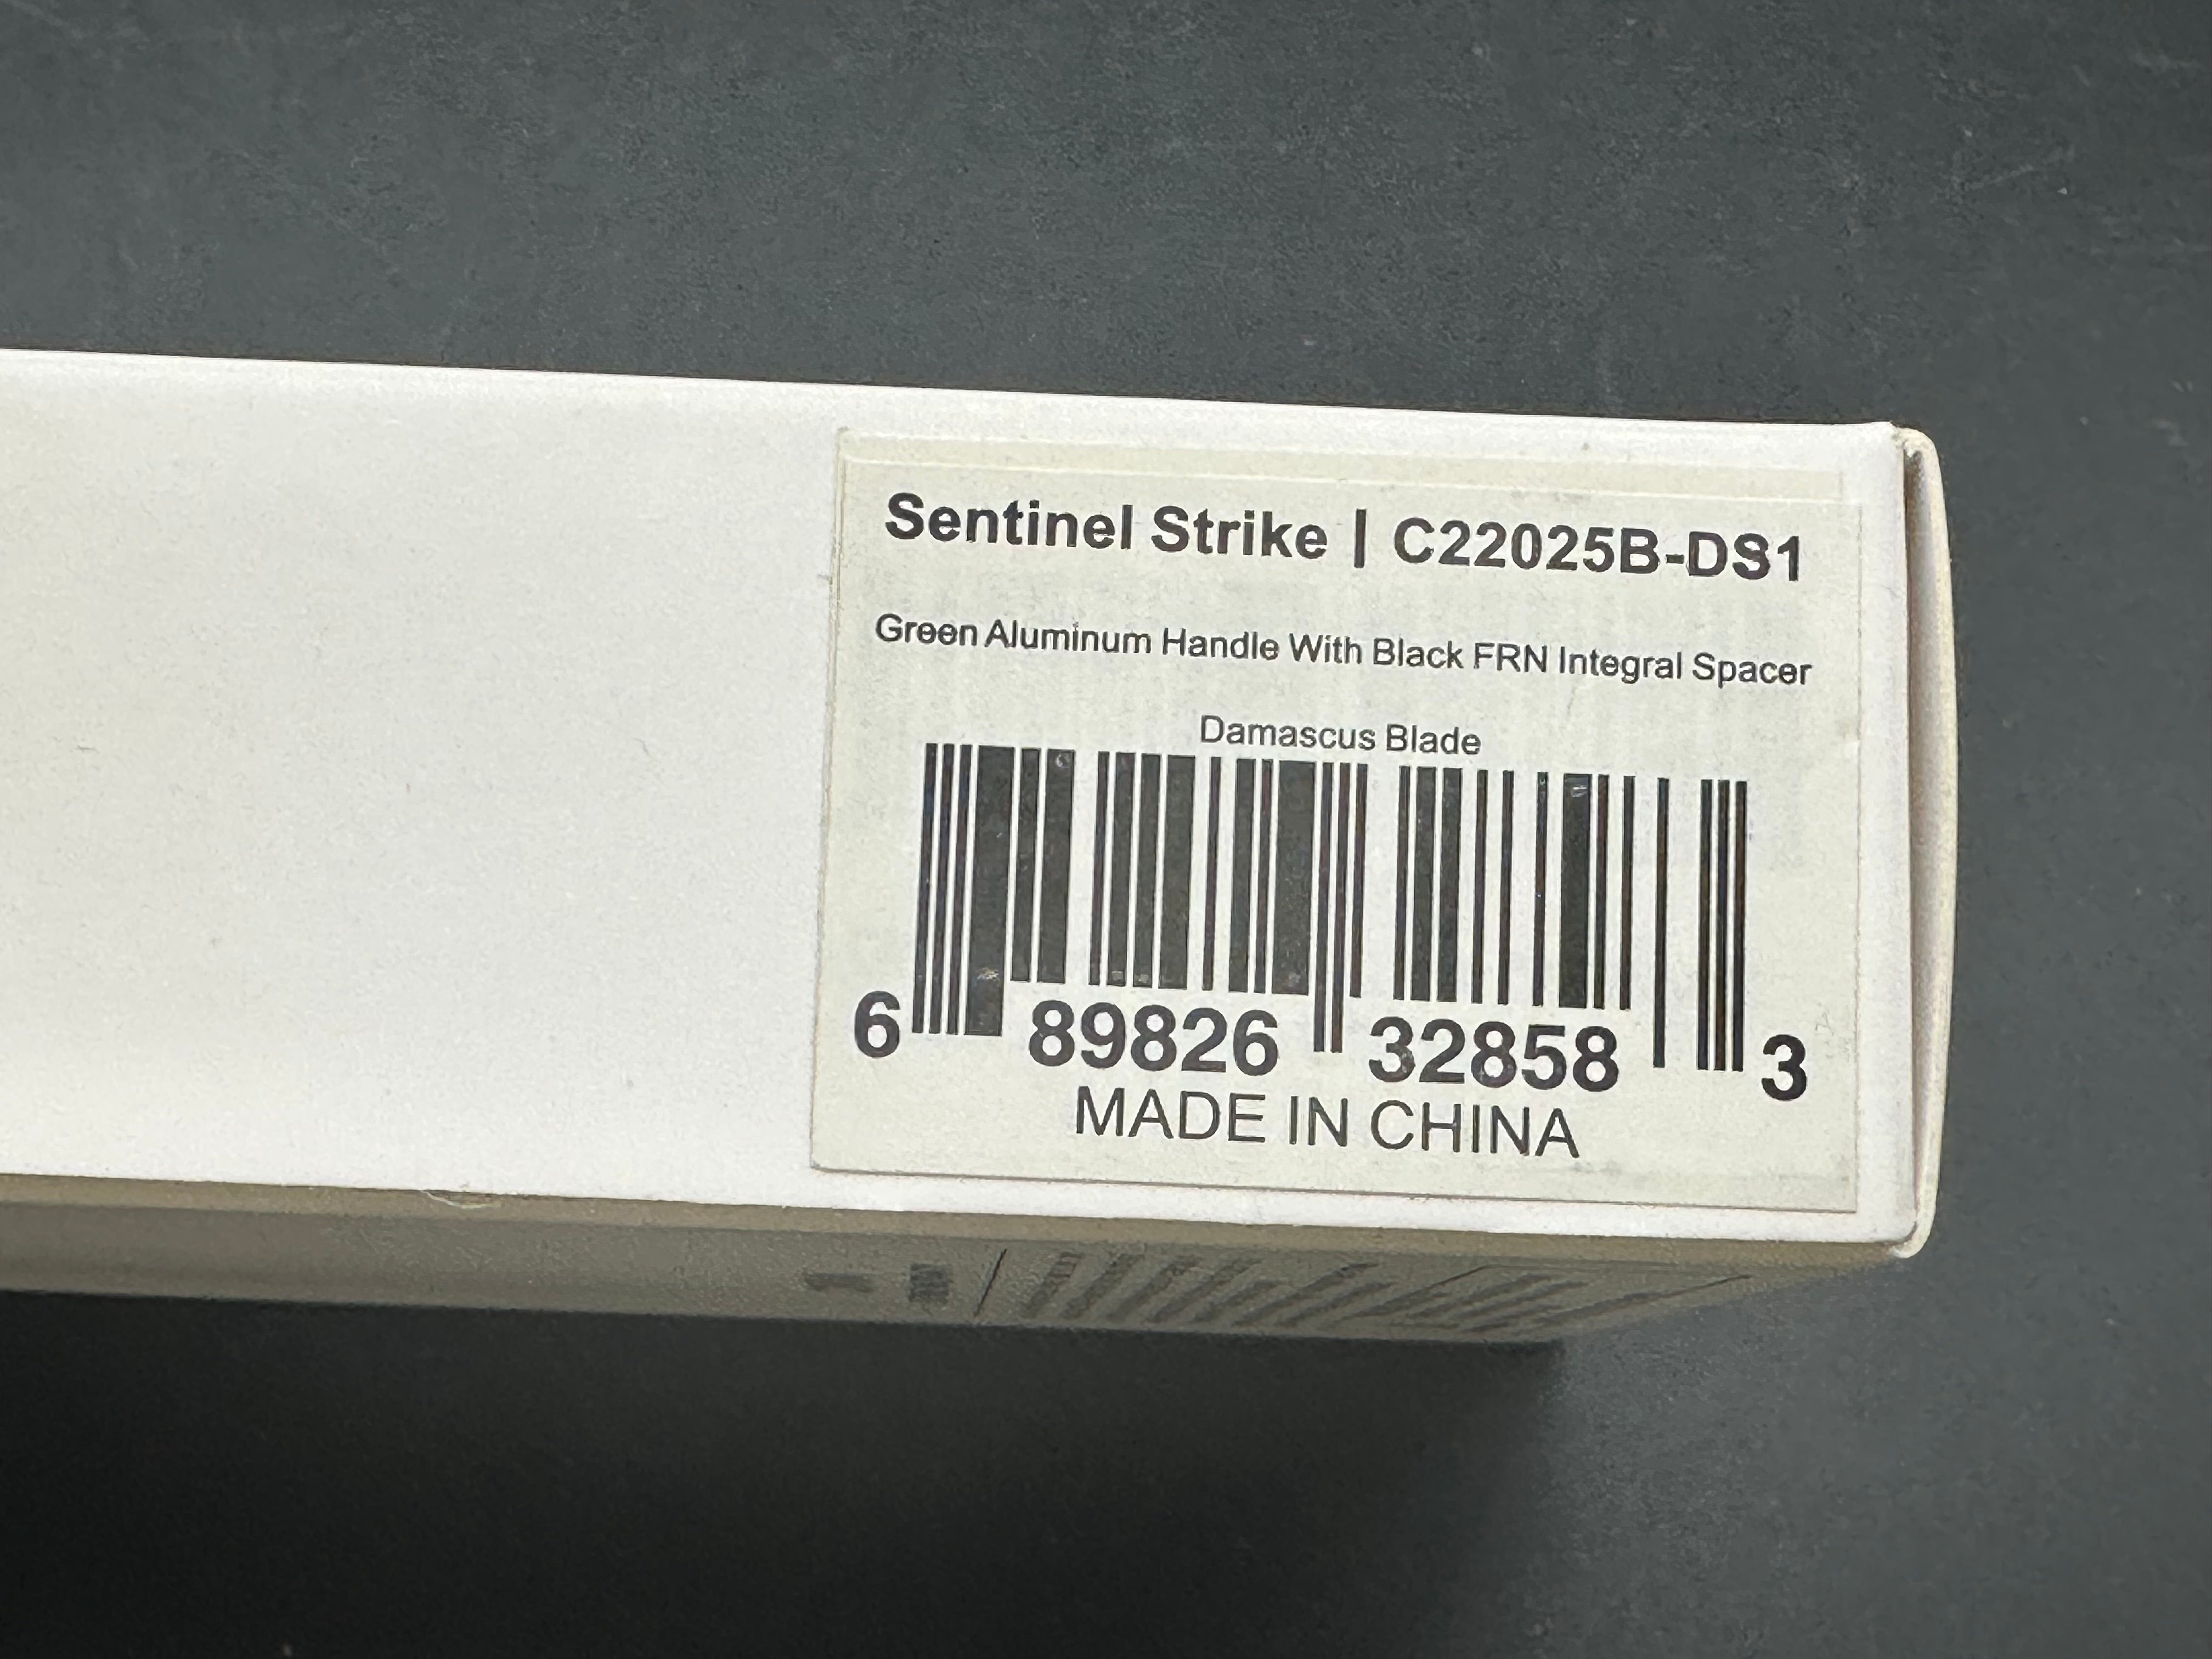 Sentinel Strike | C22025B-DS1
Green Aluminum Handle With Black FRN Integral Spacer
Damascus Blade
6 89826 32858 3
MADE IN CHINA